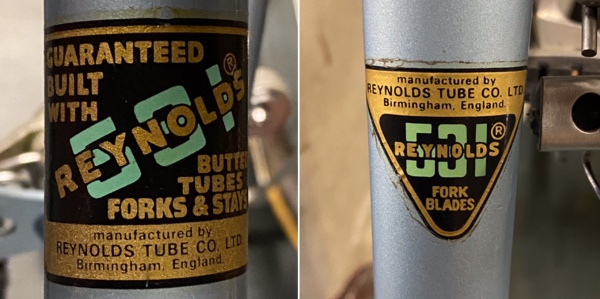 GUARANTEED
BUILT
WITH
531
REYNOLDS®
BUTTE
TUBES
FORKS & STAYS
manufactured by
REYNOLDS TUBE CO. LTD.
Birmingham, England.
manufactured by
REYNOLDS TUBE CO. LTD.
Birmingham, England.
531®
REYNOLDS
FORK
BLADES